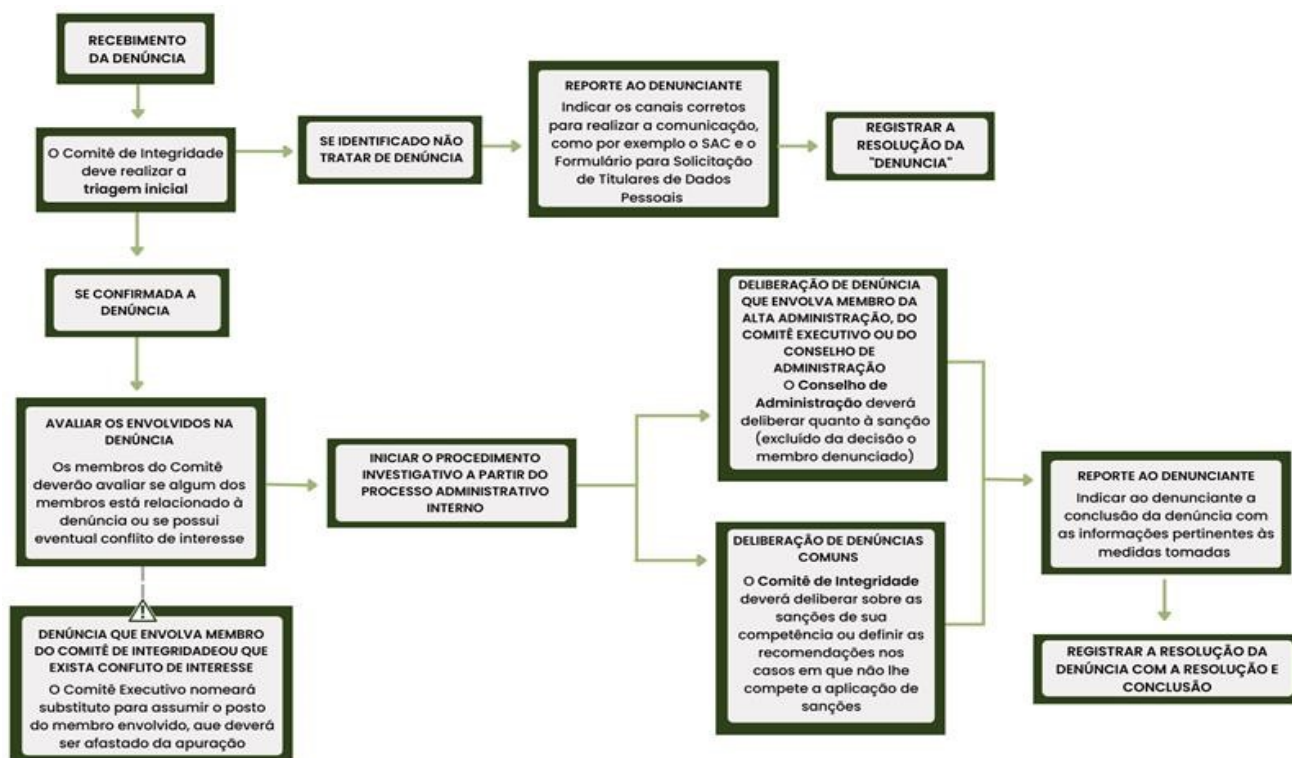 RECEBIMENTO
DA DENÚNCIA
O Comitê de Integridade
deve realizar a
triagem inicial
SE IDENTIFICADO NÃO
TRATAR DE DENÚNCIA
REPORTE AO DENUNCIANTE
Indicar os canais corretos
para realizar a comunicação,
como por exemplo o SAC e o
Formulário para Solicitação
de Titulares de Dados
Pessoais
REGISTRAR A
RESOLUÇÃO DA
"DENUNCIA"
SE CONFIRMADA A
DENÚNCIA
AVALIAR OS ENVOLVIDOS NA
DENÚNCIA
Os membros do Comitê
deverão avaliar se algum dos
membros está relacionado à
denúncia ou se possui
eventual conflito de interesse
DENÚNCIA QUE ENVOLVA MEMBRO
DO COMITÊ DE INTEGRIDADEOU QUE
EXISTA CONFLITO DE INTERESSE
O Comitê Executivo nomeará
substituto para assumir o posto
do membro envolvido, que deverá
ser afastado da apuração
INICIAR O PROCEDIMENTO
INVESTIGATIVO A PARTIR DO
PROCESSO ADMINISTRATIVO
INTERNO
DELIBERAÇÃO DE DENÚNCIA
QUE ENVOLVA MEMBRO DA
ALTA ADMINISTRAÇÃO, DO
COMITÊ EXECUTIVO OU DO
CONSELHO DE
ADMINISTRAÇÃO
O Conselho de
Administração deverá
deliberar quanto à sanção
(excluído da decisão o
membro denunciado)
DELIBERAÇÃO DE DENÚNCIAS
COMUNS
O Comitê de Integridade
deverá deliberar sobre as
sanções de sua
competência ou definir as
recomendações nos
casos em que não lhe
compete a aplicação de
sanções
REPORTE AO DENUNCIANTE
Indicar ao denunciante a
conclusão da denúncia com
as informações pertinentes às
medidas tomadas
REGISTRAR A RESOLUÇÃO DA
DENÚNCIA COM A RESOLUÇÃO E
CONCLUSÃO